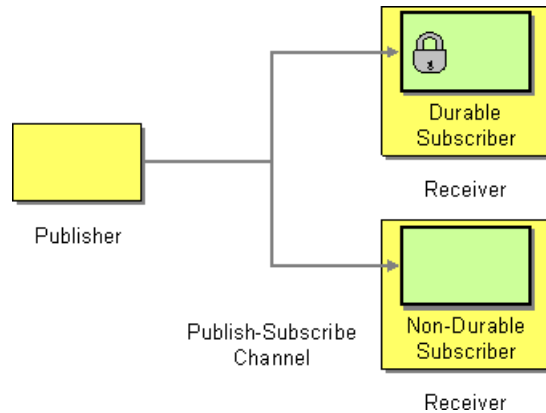 Durable
Subscriber
Receiver
Publisher
Publish-Subscribe
Channel
Non-Durable
Subscriber
Receiver